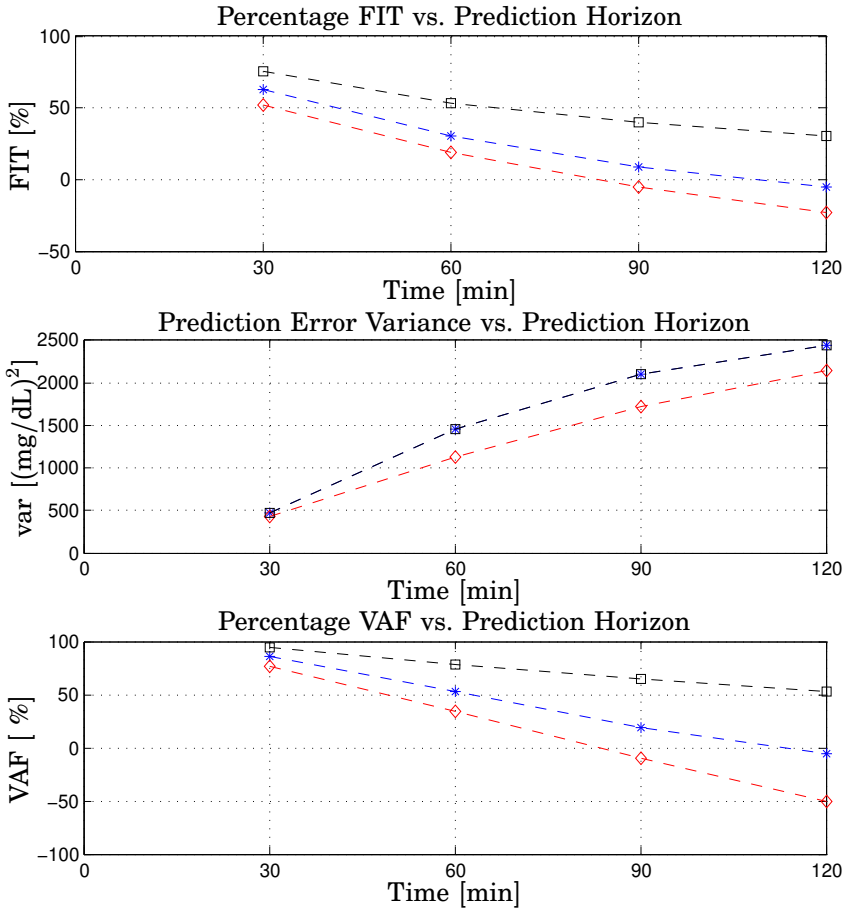 Percentage FIT vs. Prediction Horizon
FIT [%]
100
50
0
−50
0 30 60 90 120
Time [min]
Prediction Error Variance vs. Prediction Horizon
var [(mg/dL)²]
2500
2000
1500
1000
500
0
0 30 60 90 120
Time [min]
Percentage VAF vs. Prediction Horizon
VAF [ %]
100
50
0
−50
−100
0 30 60 90 120
Time [min]